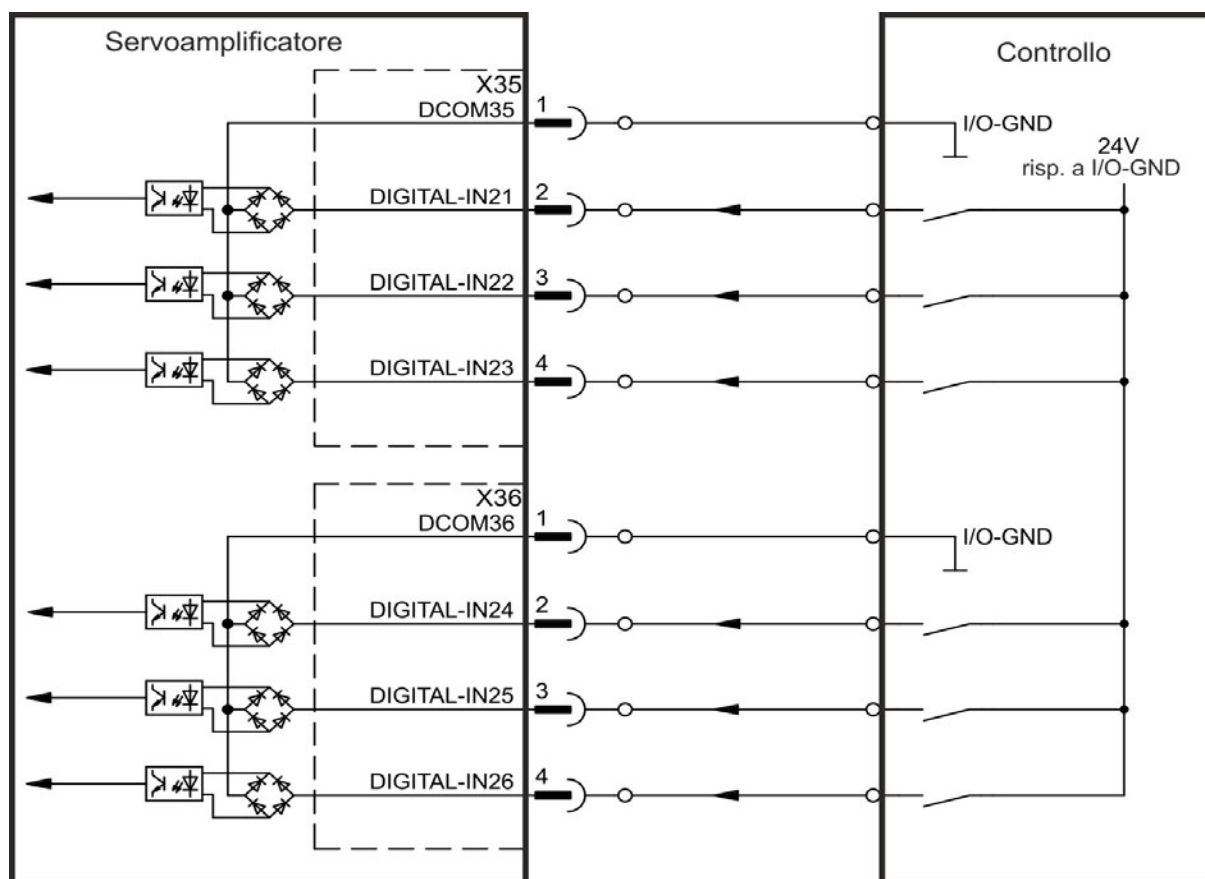 Servoamplificatore
Controllo
X35
DCOM35
1
I/O-GND
24V
risp. a I/O-GND
DIGITAL-IN21
2
DIGITAL-IN22
3
DIGITAL-IN23
4
X36
DCOM36
1
I/O-GND
DIGITAL-IN24
2
DIGITAL-IN25
3
DIGITAL-IN26
4